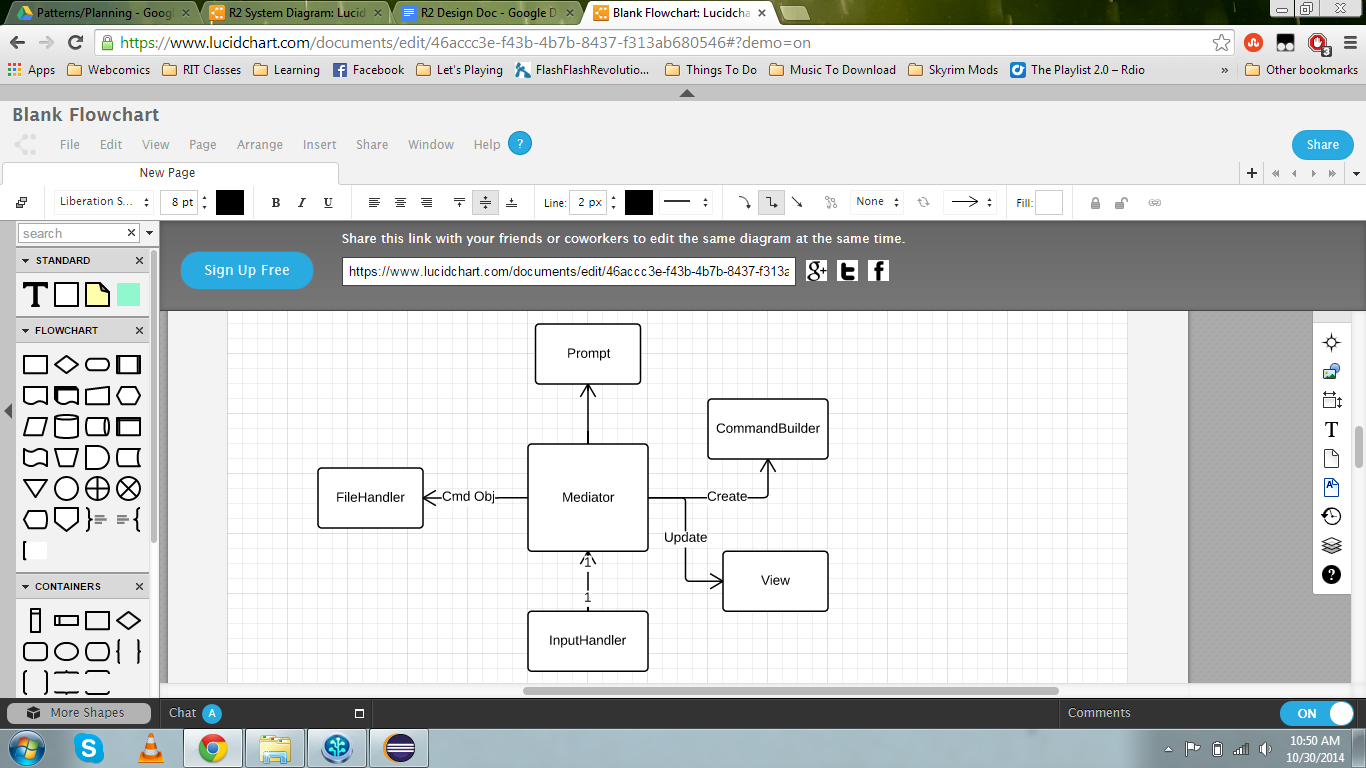 Patterns/Planning - Googl
R2 System Diagram: Lucid
R2 Design Doc - Google D
Blank Flowchart: Lucidcha
https://www.lucidchart.com/documents/edit/46accc3e-f43b-4b7b-8437-f313ab680546#?demo=on
3
Apps
Webcomics
RIT Classes
Learning
Facebook
Let's Playing
FlashFlashRevolutio...
Things To Do
Music To Download
Skyrim Mods
The Playlist 2.0 – Rdio
»
Other bookmarks
Blank Flowchart
File Edit View Page Arrange Insert Share Window Help ?
Share
New Page
Liberation S...
8 pt
B I U
Line:
2 px
None
Fill:
search
Share this link with your friends or coworkers to edit the same diagram at the same time.
Sign Up Free
https://www.lucidchart.com/documents/edit/46accc3e-f43b-4b7b-8437-f313a
g+ t f
STANDARD
T
FLOWCHART
CONTAINERS
Prompt
CommandBuilder
FileHandler
Cmd Obj
Mediator
Create
Update
View
1
1
InputHandler
T
A
?
More Shapes
Chat
A
Comments
ON
10:50 AM
10/30/2014